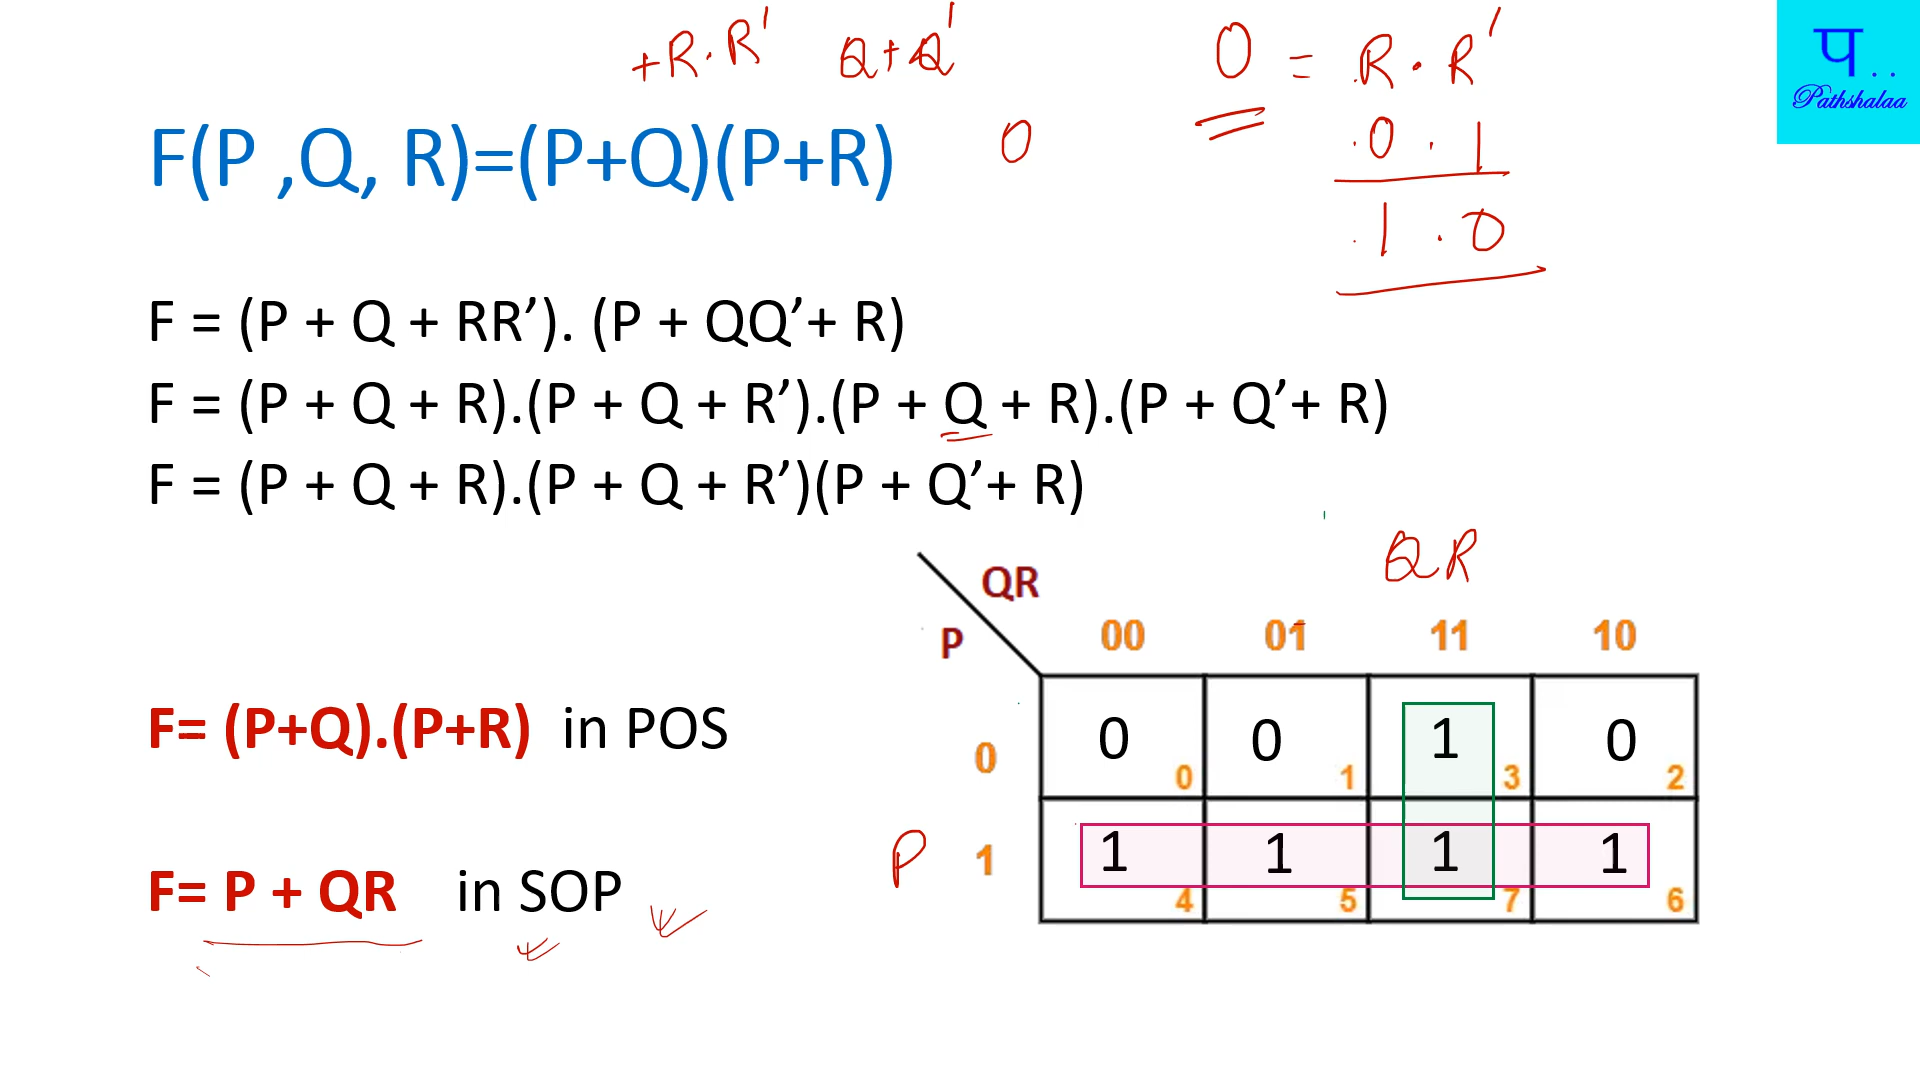 +R.R' Q+Q' 0 = R.R'
प..
Pathshalaa
F(P ,Q, R)=(P+Q)(P+R) 0
.0 . 1
.1 . 0
F = (P + Q + RR’). (P + QQ’+ R)
F = (P + Q + R).(P + Q + R’).(P + Q + R).(P + Q’+ R)
F = (P + Q + R).(P + Q + R’)(P + Q’+ R)
QR
QR
P 00 01 11 10
F= (P+Q).(P+R) in POS
0 0 0 1 0
0 1 3 2
P 1 1 1 1 1
4 5 7 6
F= P + QR in SOP